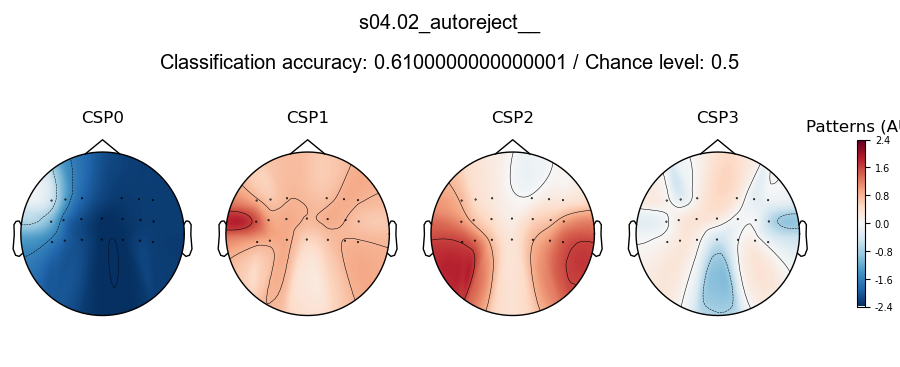 s04.02_autoreject__
Classification accuracy: 0.6100000000000001 / Chance level: 0.5
CSP0 CSP1 CSP2 CSP3
Patterns (AU
2.4
1.6
0.8
0.0
-0.8
-1.6
-2.4